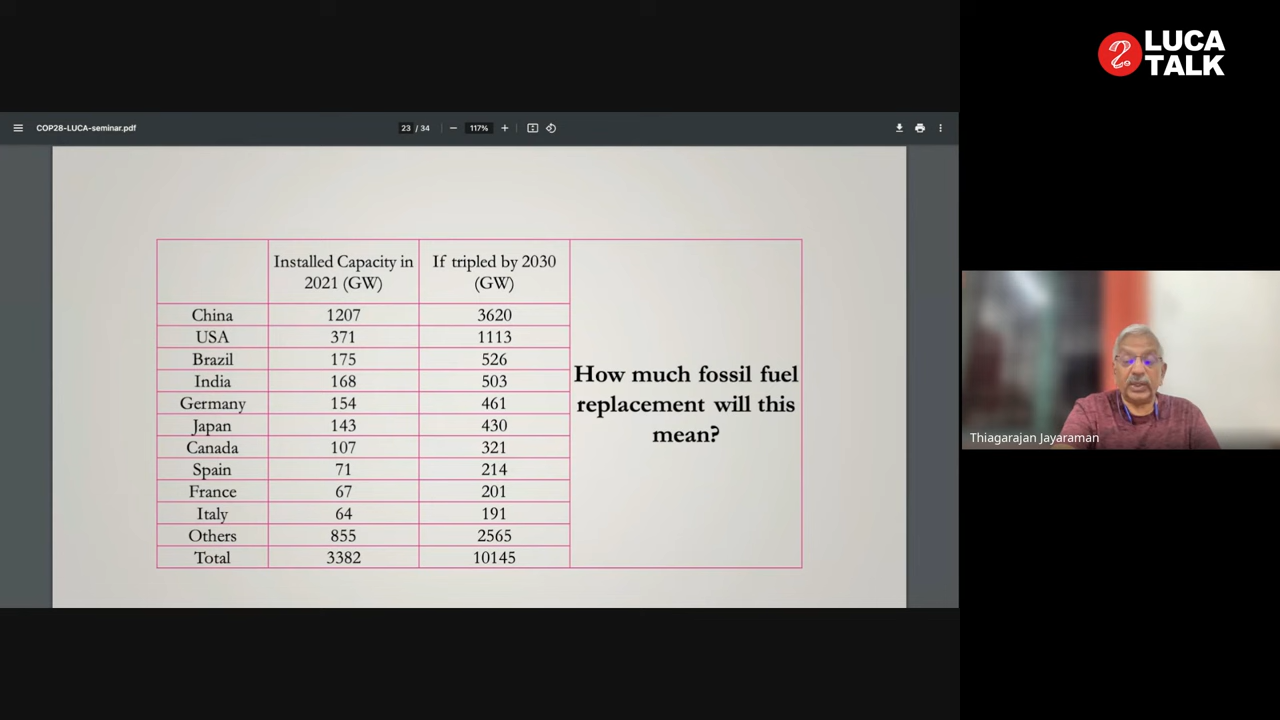 LUCA
TALK
COP28-LUCA-seminar.pdf
23 / 34
117%
Installed Capacity in
2021 (GW)
If tripled by 2030
(GW)
China 1207 3620
USA 371 1113
Brazil 175 526
India 168 503
Germany 154 461
Japan 143 430
Canada 107 321
Spain 71 214
France 67 201
Italy 64 191
Others 855 2565
Total 3382 10145
How much fossil fuel
replacement will this
mean?
Thiagarajan Jayaraman